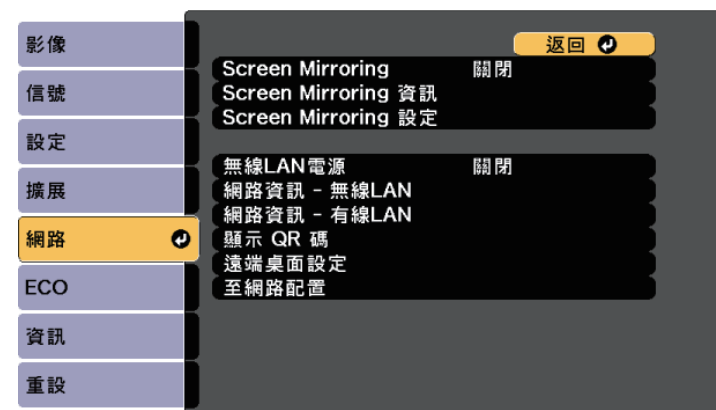 影像
信號
設定
擴展
網路
ECO
資訊
重設
返回
Screen Mirroring 關閉
Screen Mirroring 資訊
Screen Mirroring 設定
無線LAN電源 關閉
網路資訊 - 無線LAN
網路資訊 - 有線LAN
顯示 QR 碼
遠端桌面設定
至網路配置